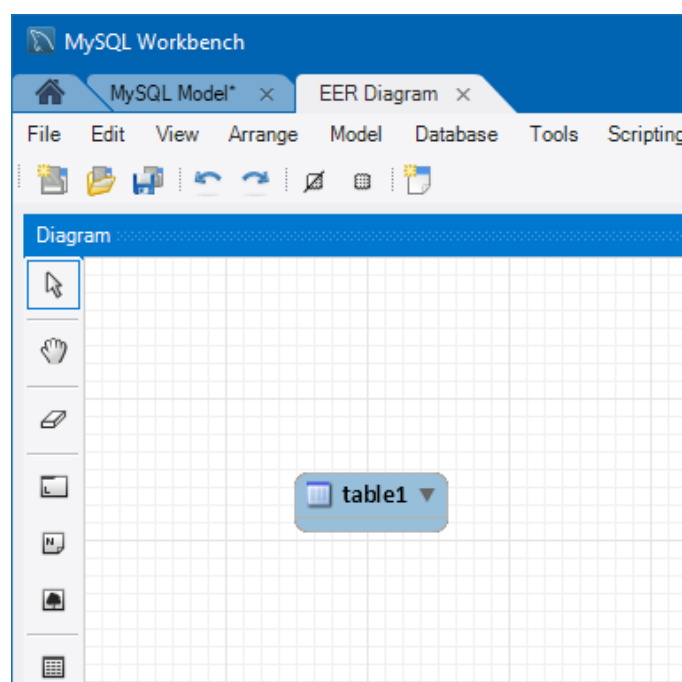 MySQL Workbench
MySQL Model* × EER Diagram ×
File Edit View Arrange Model Database Tools Scripting
Diagram
L
N
table1